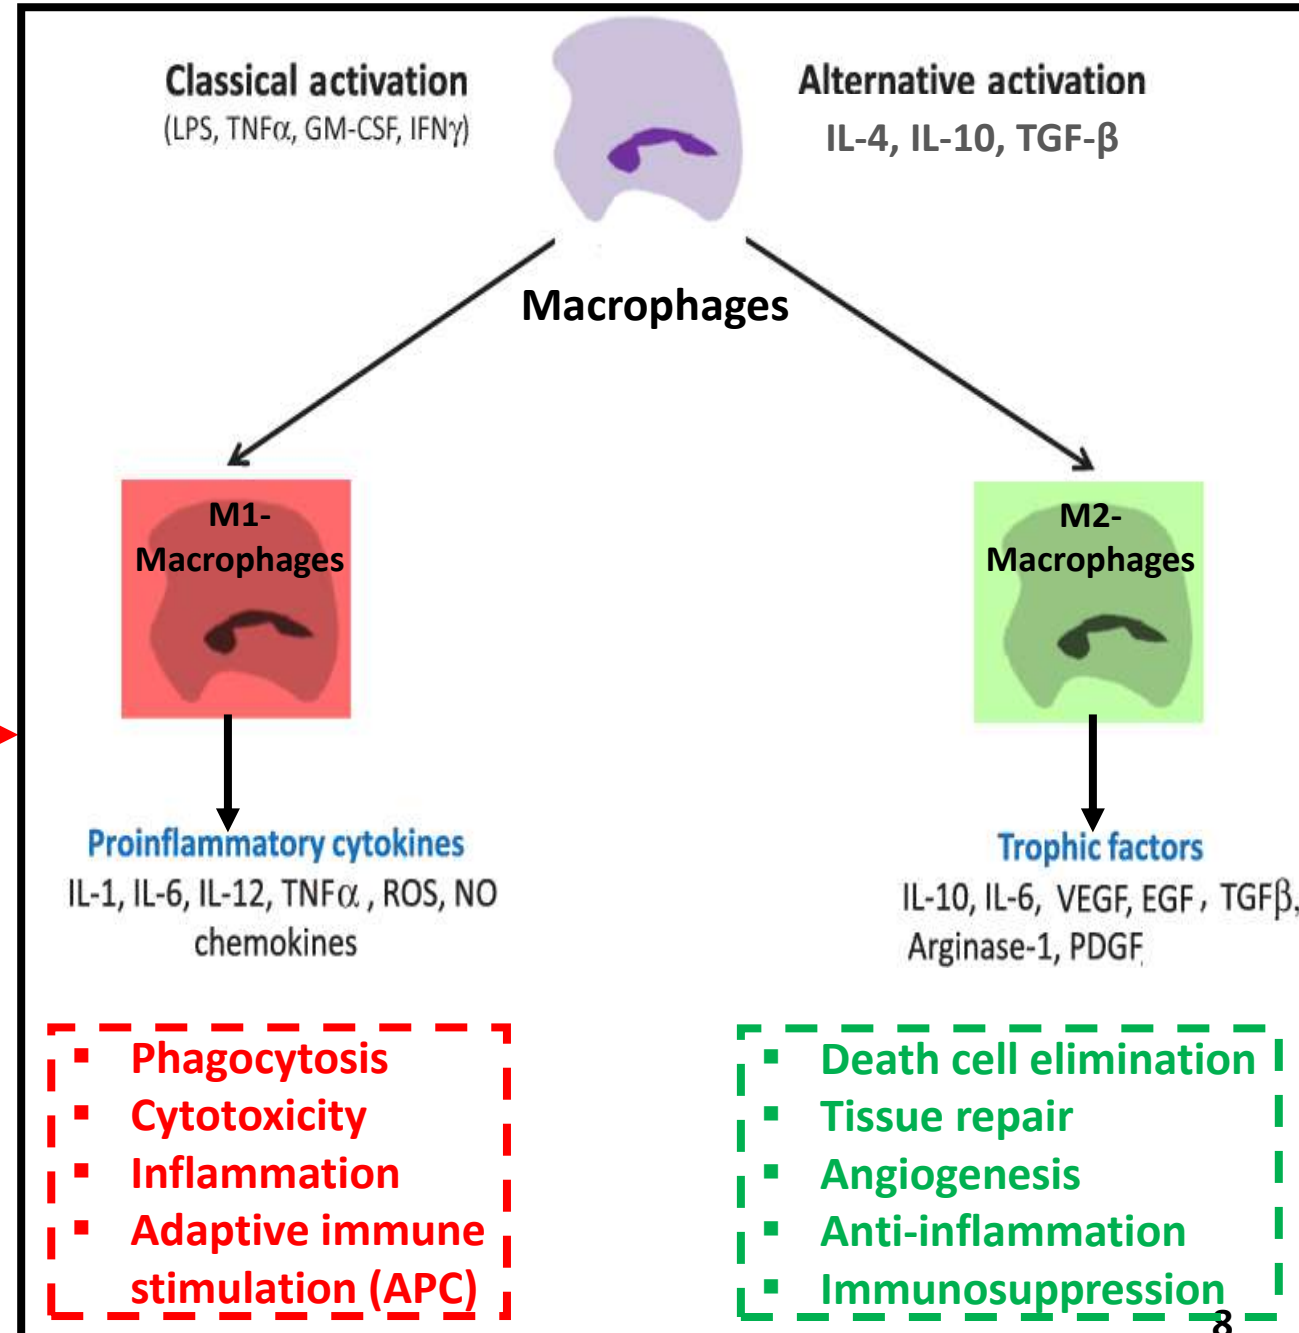 Classical activation
(LPS, TNFα, GM-CSF, IFNγ)
Alternative activation
IL-4, IL-10, TGF-β
Macrophages
M1-
Macrophages
M2-
Macrophages
Proinflammatory cytokines
IL-1, IL-6, IL-12, TNFα , ROS, NO
chemokines
Trophic factors
IL-10, IL-6, VEGF, EGF , TGFβ,
Arginase-1, PDGF
▪ Phagocytosis
▪ Cytotoxicity
▪ Inflammation
▪ Adaptive immune
stimulation (APC)
▪ Death cell elimination
▪ Tissue repair
▪ Angiogenesis
▪ Anti-inflammation
▪ Immunosuppression
8